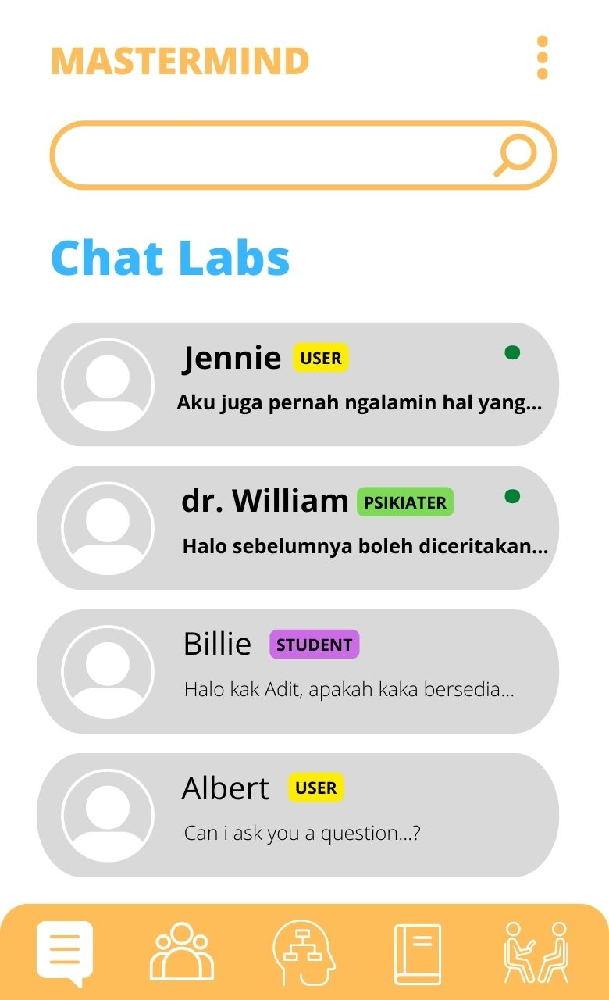 MASTERMIND
Chat Labs
Jennie USER
Aku juga pernah ngalamin hal yang...
dr. William PSIKIATER
Halo sebelumnya boleh diceritakan...
Billie STUDENT
Halo kak Adit, apakah kaka bersedia...
Albert USER
Can i ask you a question...?